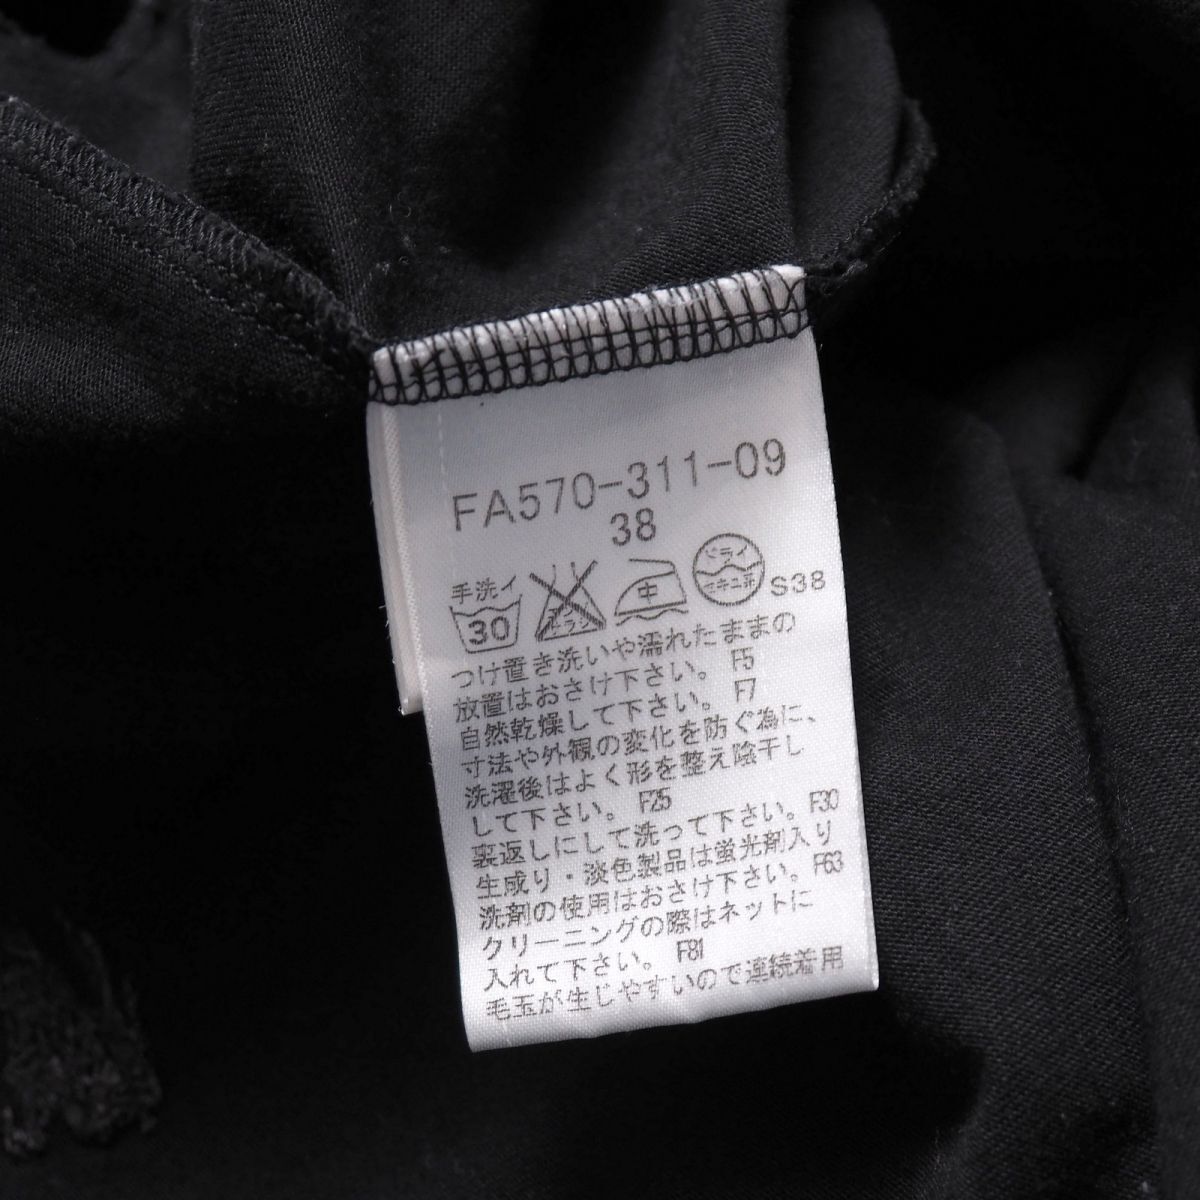 FA570-311-09
38
手洗イ
30
エンソ
サラシ
中
ドライ
セキユ系
S38
つけ置き洗いや濡れたままの
放置はおさけ下さい。 F5
自然乾燥して下さい。 F7
寸法や外観の変化を防ぐ為に、
洗濯後はよく形を整え陰干し
して下さい。 F25
裏返しにして洗って下さい。F30
生成り・淡色製品は蛍光剤入り
洗剤の使用はおさけ下さい。F63
クリーニングの際はネットに
入れて下さい。 F81
毛玉が生じやすいので連続着用